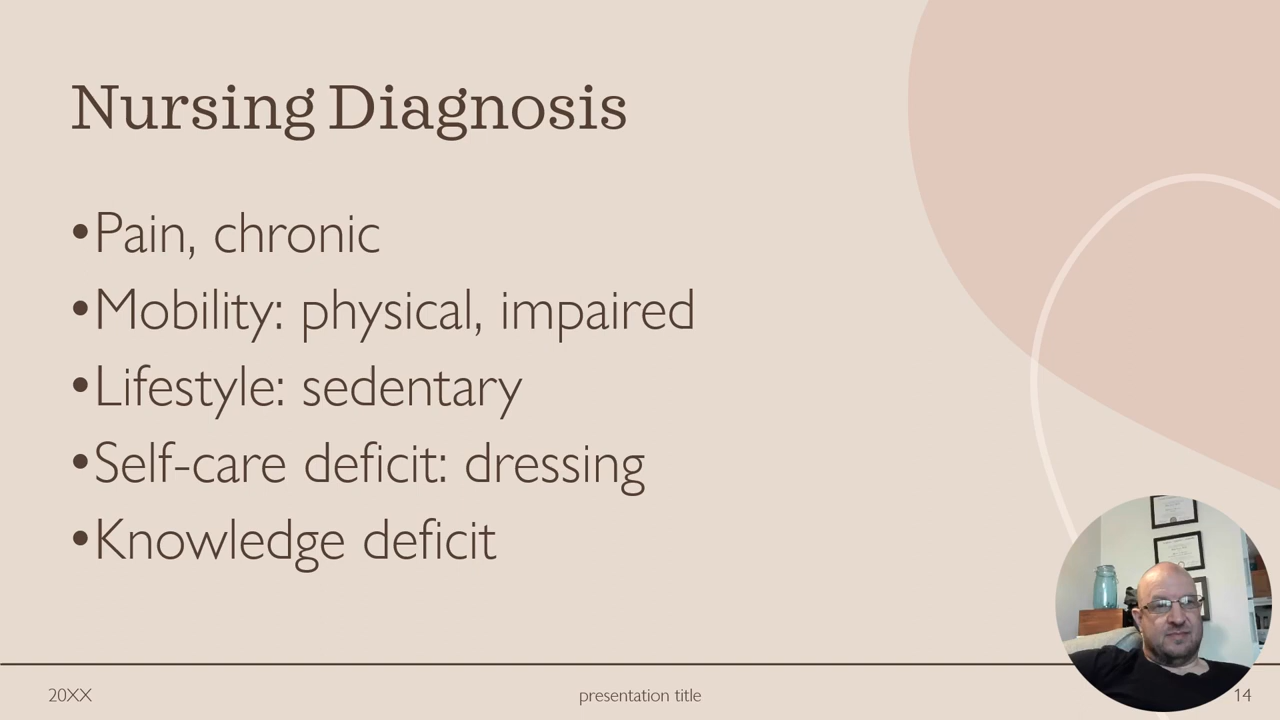 Nursing Diagnosis
•Pain, chronic
•Mobility: physical, impaired
•Lifestyle: sedentary
•Self-care deficit: dressing
•Knowledge deficit
20XX
presentation title
14